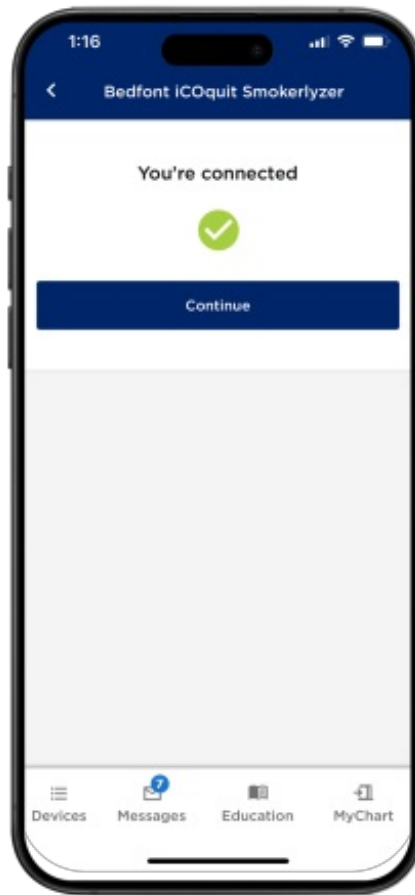 1:16
Bedfont iCOquit Smokerlyzer
You're connected
Continue
7
Devices Messages Education MyChart